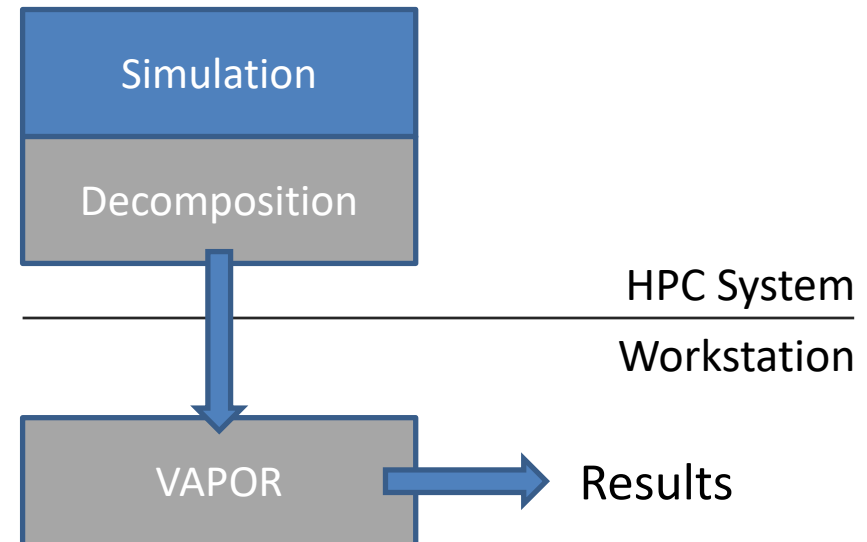 Simulation
Decomposition
HPC System
Workstation
VAPOR
Results